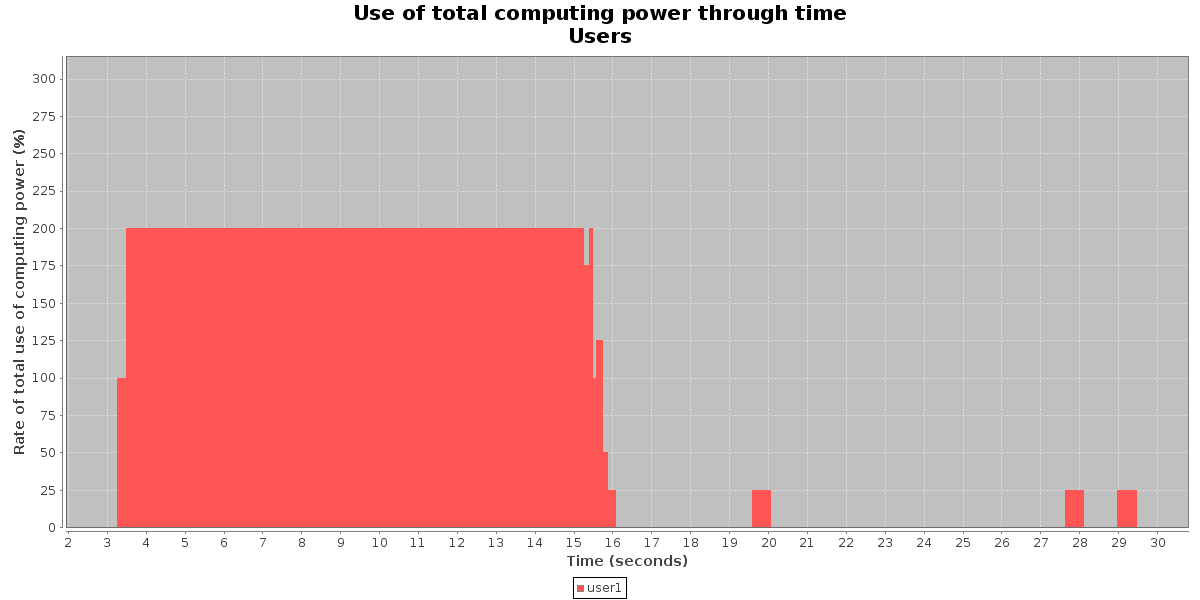 Use of total computing power through time
Users
Rate of total use of computing power (%)
300
275
250
225
200
175
150
125
100
75
50
25
0
2 3 4 5 6 7 8 9 10 11 12 13 14 15 16 17 18 19 20 21 22 23 24 25 26 27 28 29 30
Time (seconds)
user1